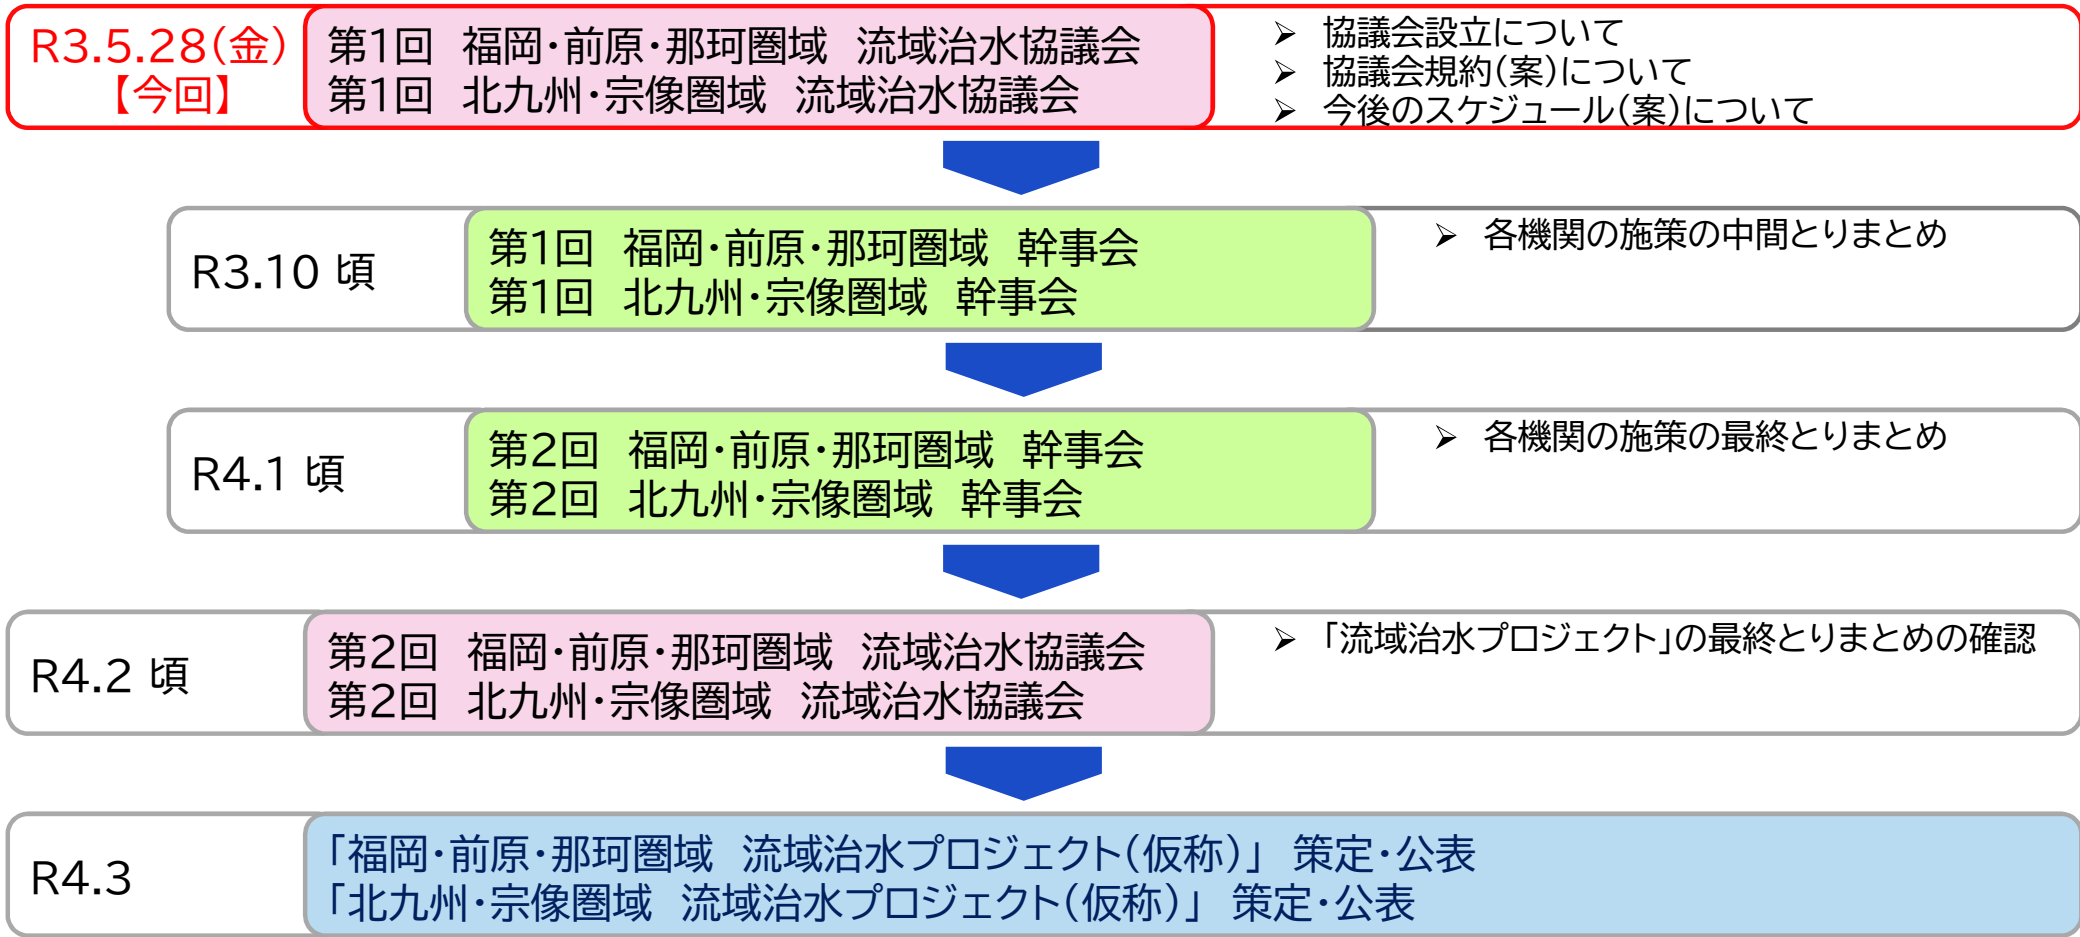 R3.5.28(金)
【今回】
第1回　福岡・前原・那珂圏域　流域治水協議会
第1回　北九州・宗像圏域　流域治水協議会
➢ 協議会設立について
➢ 協議会規約(案)について
➢ 今後のスケジュール(案)について
R3.10 頃
第1回　福岡・前原・那珂圏域　幹事会
第1回　北九州・宗像圏域　幹事会
➢ 各機関の施策の中間とりまとめ
R4.1 頃
第2回　福岡・前原・那珂圏域　幹事会
第2回　北九州・宗像圏域　幹事会
➢ 各機関の施策の最終とりまとめ
R4.2 頃
第2回　福岡・前原・那珂圏域　流域治水協議会
第2回　北九州・宗像圏域　流域治水協議会
➢ 「流域治水プロジェクト」の最終とりまとめの確認
R4.3
「福岡・前原・那珂圏域　流域治水プロジェクト(仮称)」 策定・公表
「北九州・宗像圏域　流域治水プロジェクト(仮称)」 策定・公表